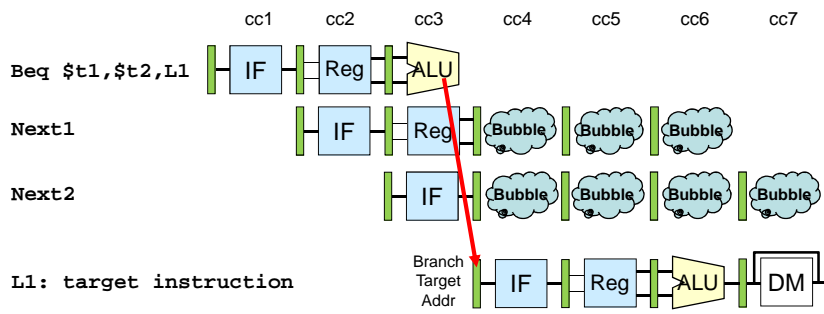 cc1 cc2 cc3 cc4 cc5 cc6 cc7
Beq $t1,$t2,L1 IF Reg ALU
Next1 IF Reg Bubble Bubble Bubble
Next2 IF Bubble Bubble Bubble Bubble
Branch
Target
Addr
L1: target instruction IF Reg ALU DM